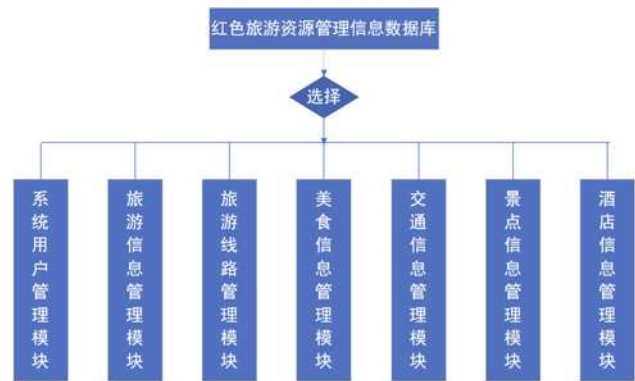 红色旅游资源管理信息数据库
选择
系统用户管理模块
旅游信息管理模块
旅游线路管理模块
美食信息管理模块
交通信息管理模块
景点信息管理模块
酒店信息管理模块